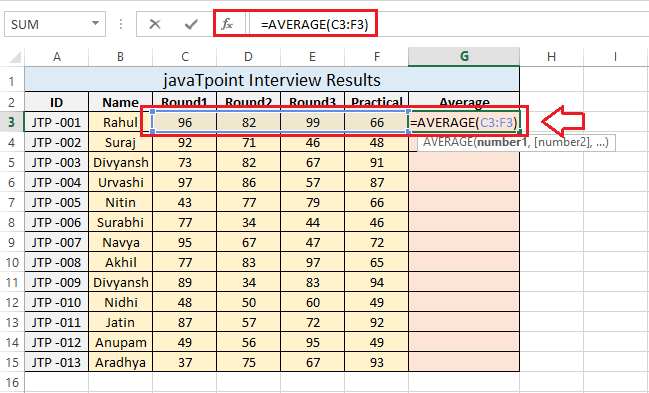 SUM fx =AVERAGE(C3:F3)
A B C D E F G H I
1 javaTpoint Interview Results
2 ID Name Round1 Round2 Round3 Practical Average
3 JTP -001 Rahul 96 82 99 66 =AVERAGE(C3:F3)
4 JTP -002 Suraj 92 71 46 48 AVERAGE(number1, [number2], ...)
5 JTP -003 Divyansh 73 82 67 91
6 JTP -004 Urvashi 97 86 57 87
7 JTP -005 Nitin 43 77 79 66
8 JTP -006 Surabhi 77 34 44 46
9 JTP -007 Navya 95 67 47 72
10 JTP -008 Akhil 77 83 97 65
11 JTP -009 Divyansh 89 34 83 94
12 JTP -010 Nidhi 48 50 60 49
13 JTP -011 Jatin 87 57 72 92
14 JTP -012 Anupam 49 56 95 49
15 JTP -013 Aradhya 37 75 67 93
16